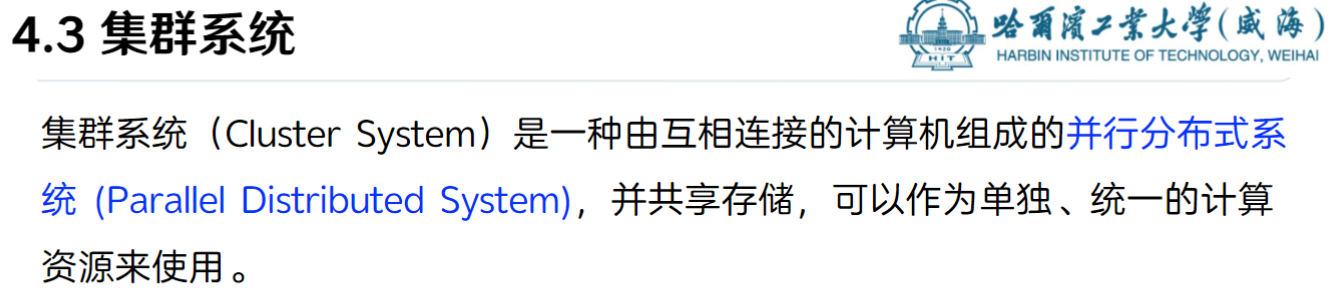 4.3 集群系统
哈爾濱工業大學(威海)
HARBIN INSTITUTE OF TECHNOLOGY, WEIHAI
1920
HIT
集群系统（Cluster System）是一种由互相连接的计算机组成的并行分布式系
统 (Parallel Distributed System)，并共享存储，可以作为单独、统一的计算
资源来使用。